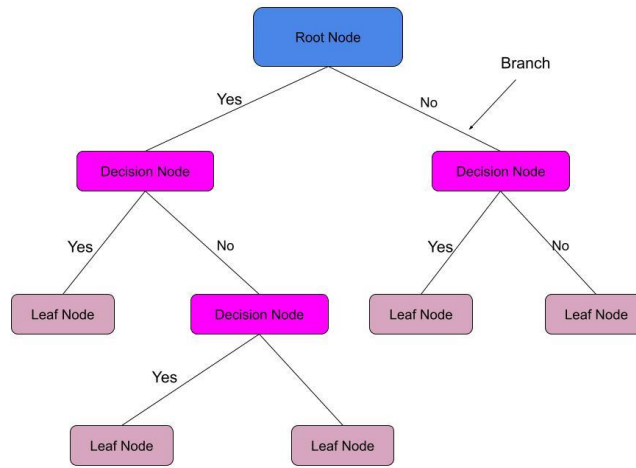 Root Node
Branch
Yes
No
Decision Node
Decision Node
Yes
No
Yes
No
Leaf Node
Decision Node
Leaf Node
Leaf Node
Yes
Leaf Node
Leaf Node